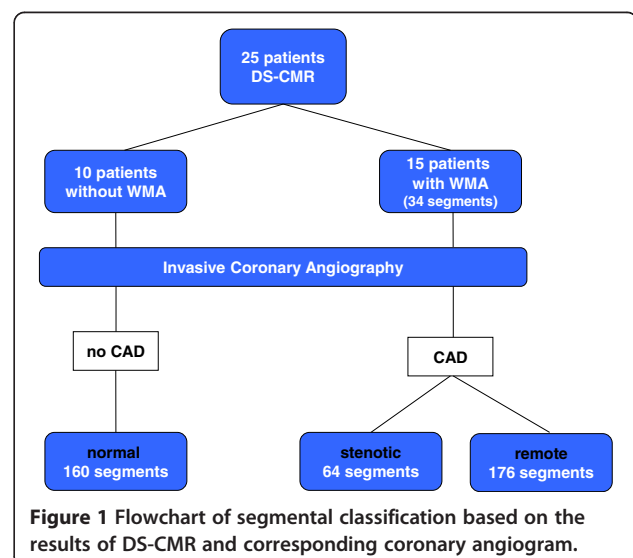 25 patients
DS-CMR
10 patients
without WMA
15 patients
with WMA
(34 segments)
Invasive Coronary Angiography
no CAD
CAD
normal
160 segments
stenotic
64 segments
remote
176 segments
Figure 1 Flowchart of segmental classification based on the
results of DS-CMR and corresponding coronary angiogram.